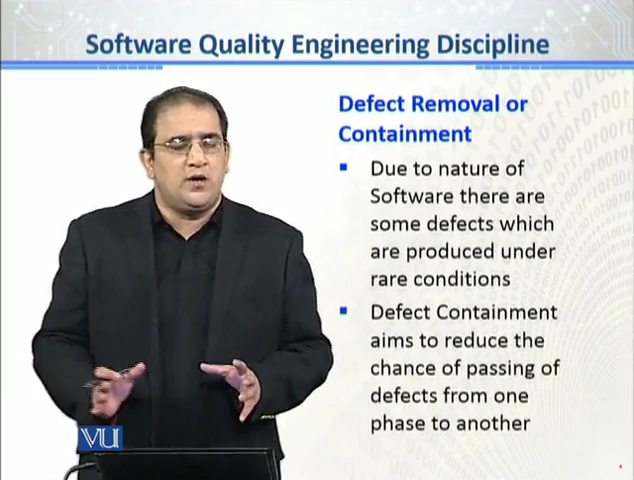 Software Quality Engineering Discipline
Defect Removal or
Containment
Due to nature of
Software there are
some defects which
are produced under
rare conditions
Defect Containment
aims to reduce the
chance of passing of
defects from one
phase to another
VU